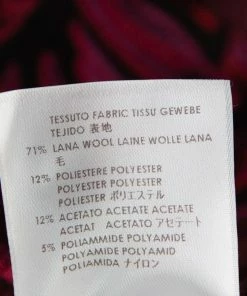 TESSUTO FABRIC TISSU GEWEBE
TEJIDO 表地
71% LANA WOOL LAINE WOLLE LANA
毛
12% POLIESTERE POLYESTER
POLYESTER POLYESTER
POLIESTER ポリエステル
12% ACETATO ACETATE ACETATE
ACETAT ACETATO アセテート
5% POLIAMMIDE POLYAMIDE
POLYAMIDE POLYAMID
POLIAMIDA ナイロン